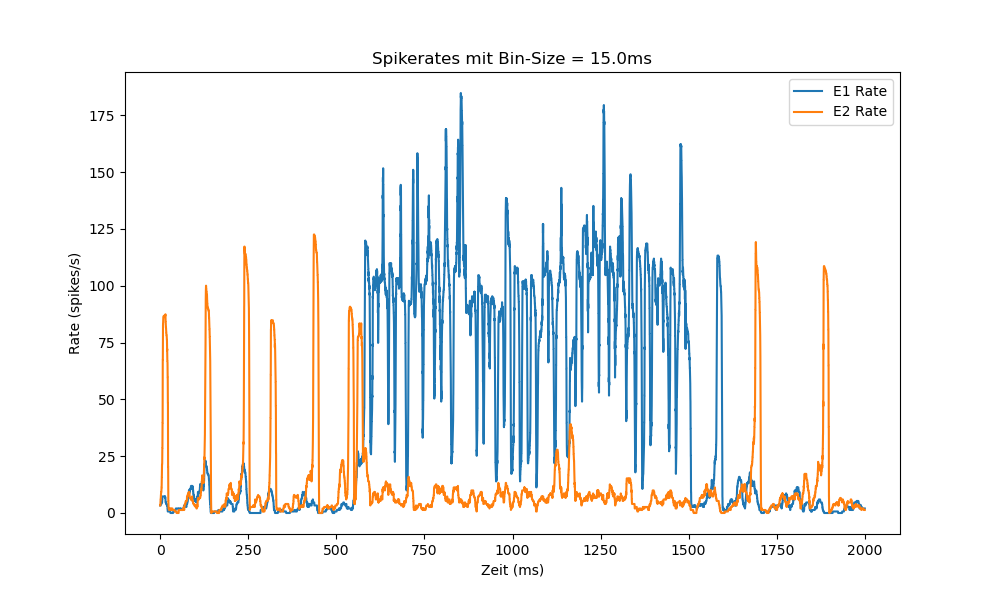 Spikerates mit Bin-Size = 15.0ms
E1 Rate
E2 Rate
175
150
125
100
75
50
25
0
Rate (spikes/s)
0 250 500 750 1000 1250 1500 1750 2000
Zeit (ms)